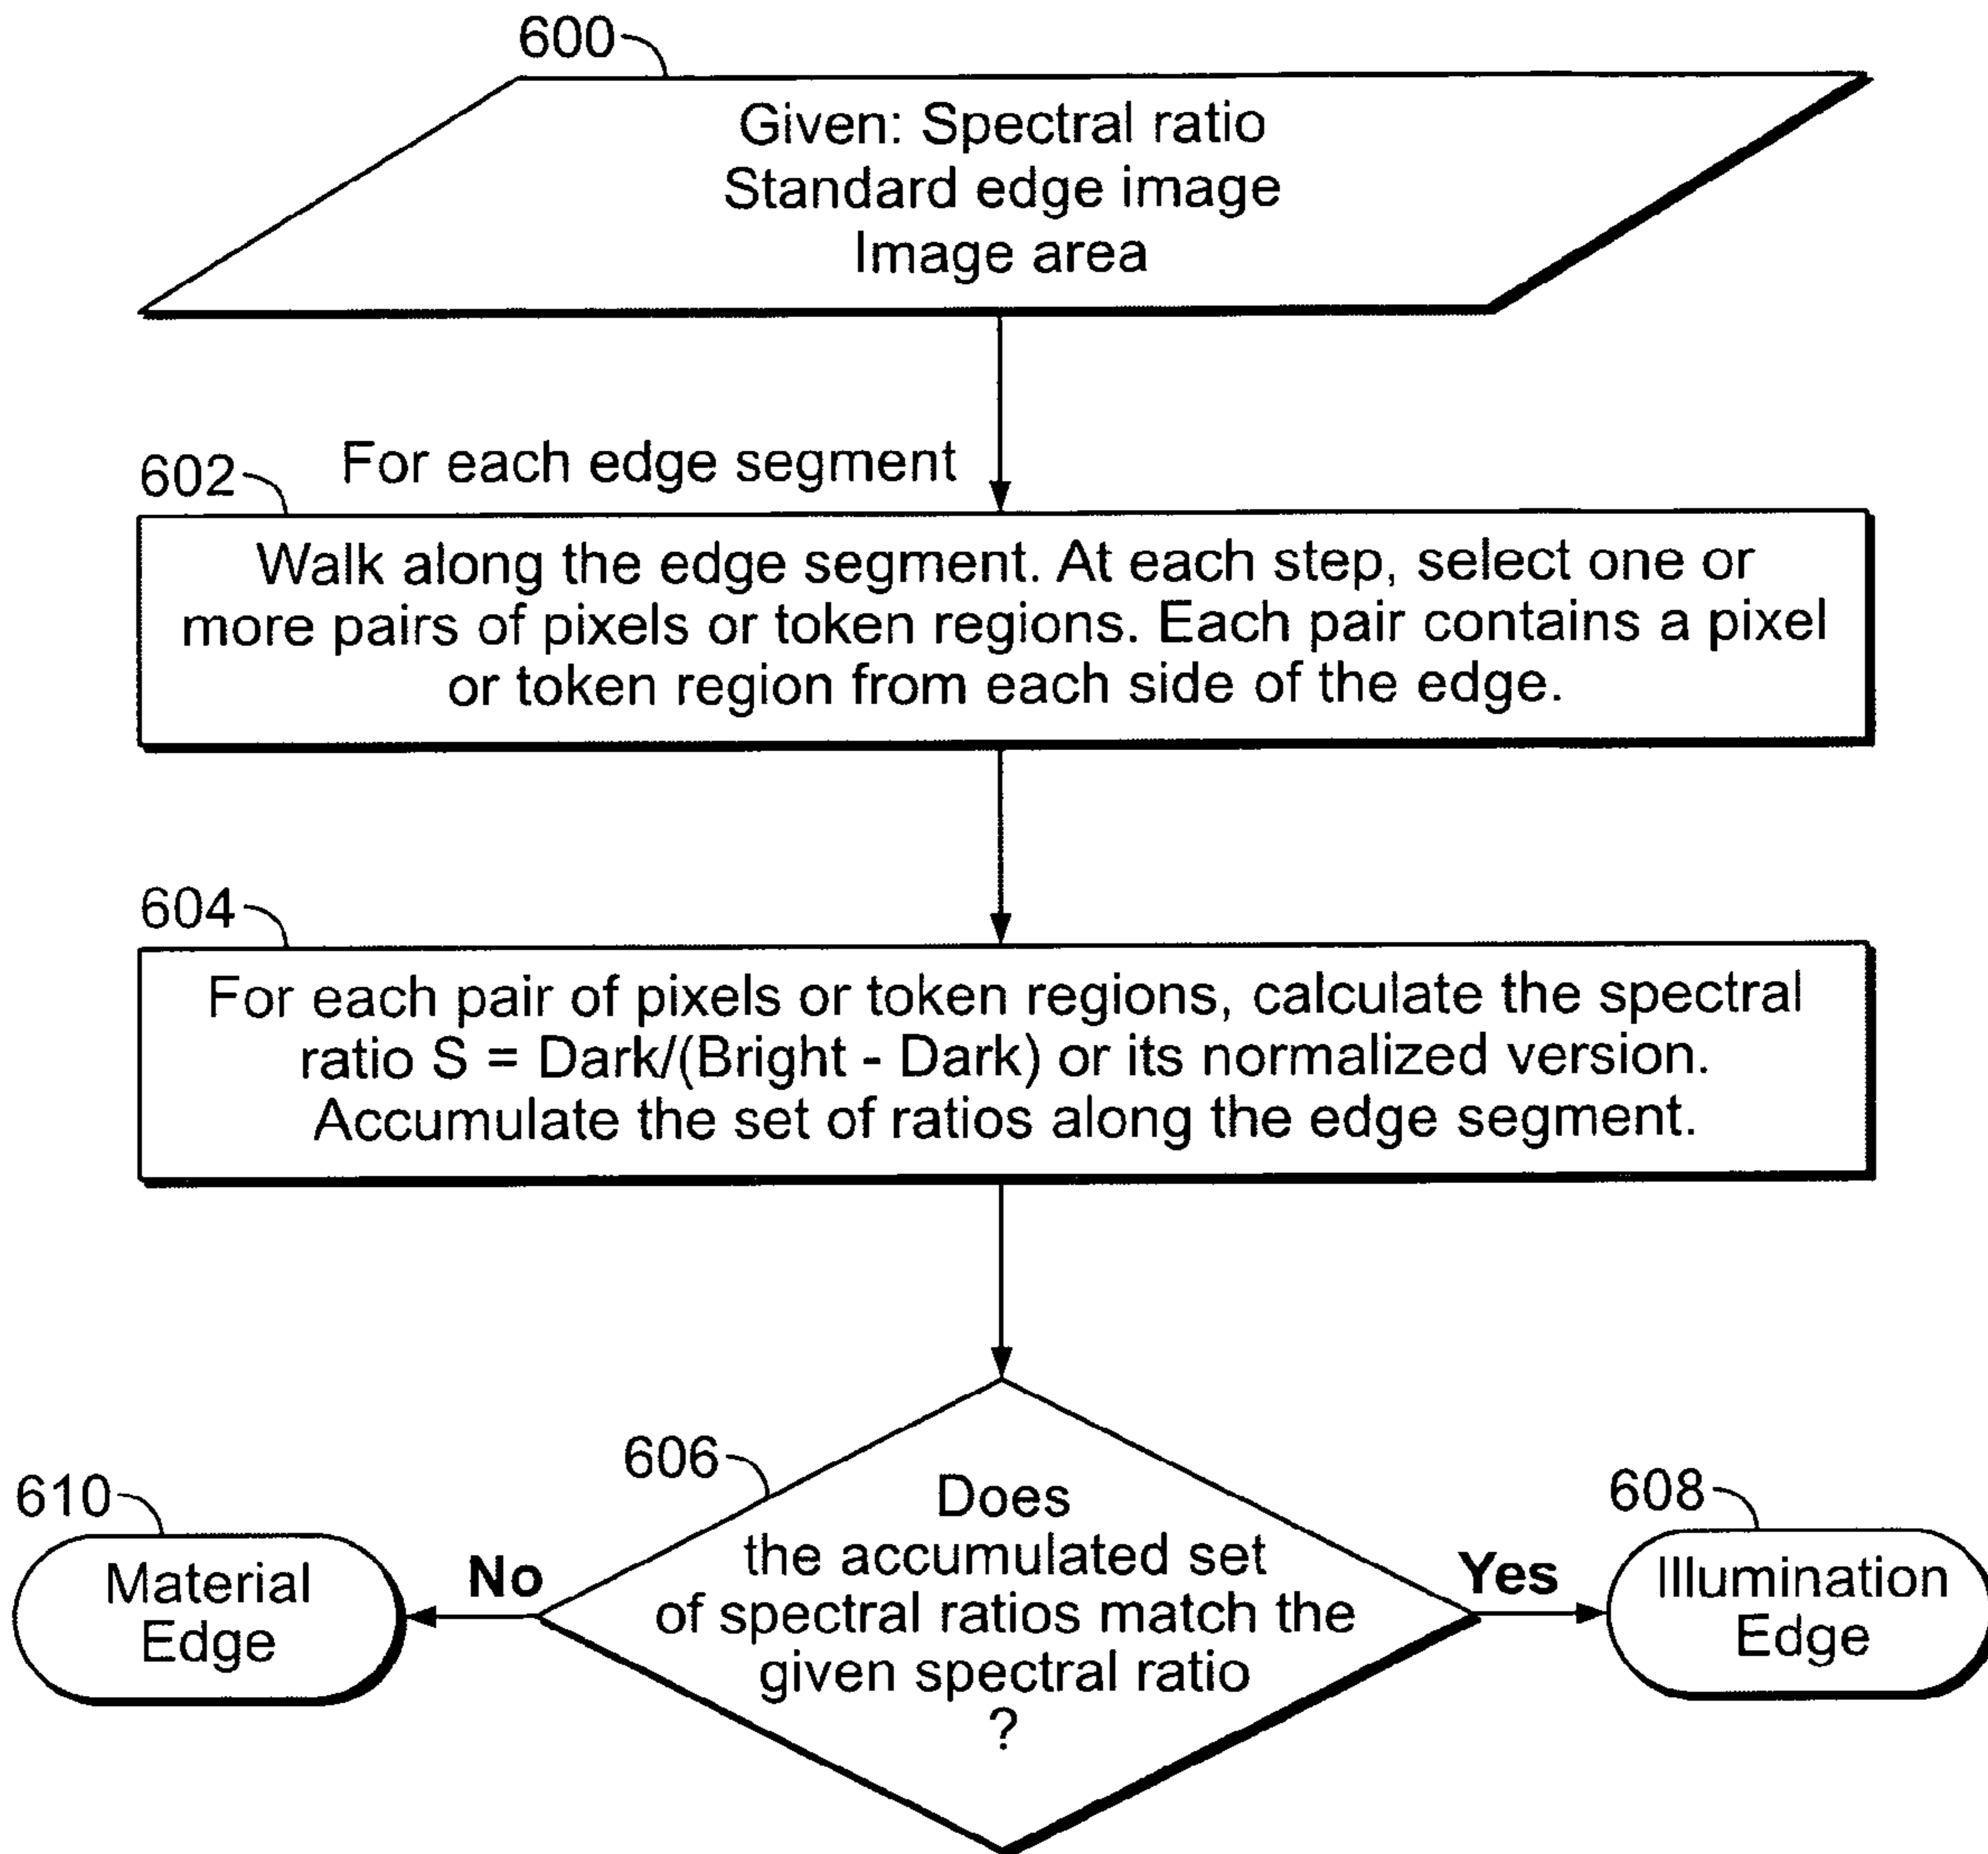 600
Given: Spectral ratio
Standard edge image
Image area
For each edge segment
602
Walk along the edge segment. At each step, select one or
more pairs of pixels or token regions. Each pair contains a pixel
or token region from each side of the edge.
604
For each pair of pixels or token regions, calculate the spectral
ratio S = Dark/(Bright - Dark) or its normalized version.
Accumulate the set of ratios along the edge segment.
606
Does
the accumulated set
of spectral ratios match the
given spectral ratio
?
No
610
Material
Edge
Yes
608
Illumination
Edge